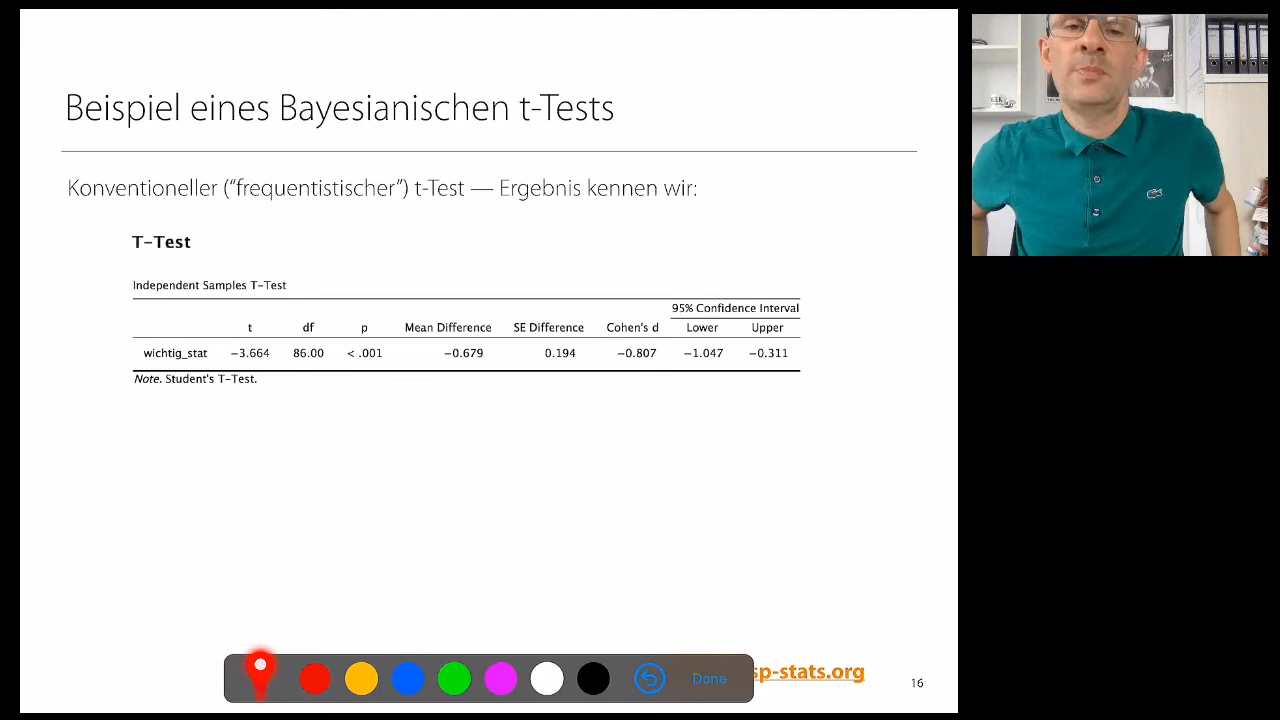 Beispiel eines Bayesianischen t-Tests
Konventioneller (“frequentistischer”) t-Test — Ergebnis kennen wir:
T-Test
Independent Samples T-Test
95% Confidence Interval
t df p Mean Difference SE Difference Cohen's d Lower Upper
wichtig_stat −3.664 86.00 < .001 −0.679 0.194 −0.807 −1.047 −0.311
Note. Student's T-Test.
Done
sp-stats.org
16